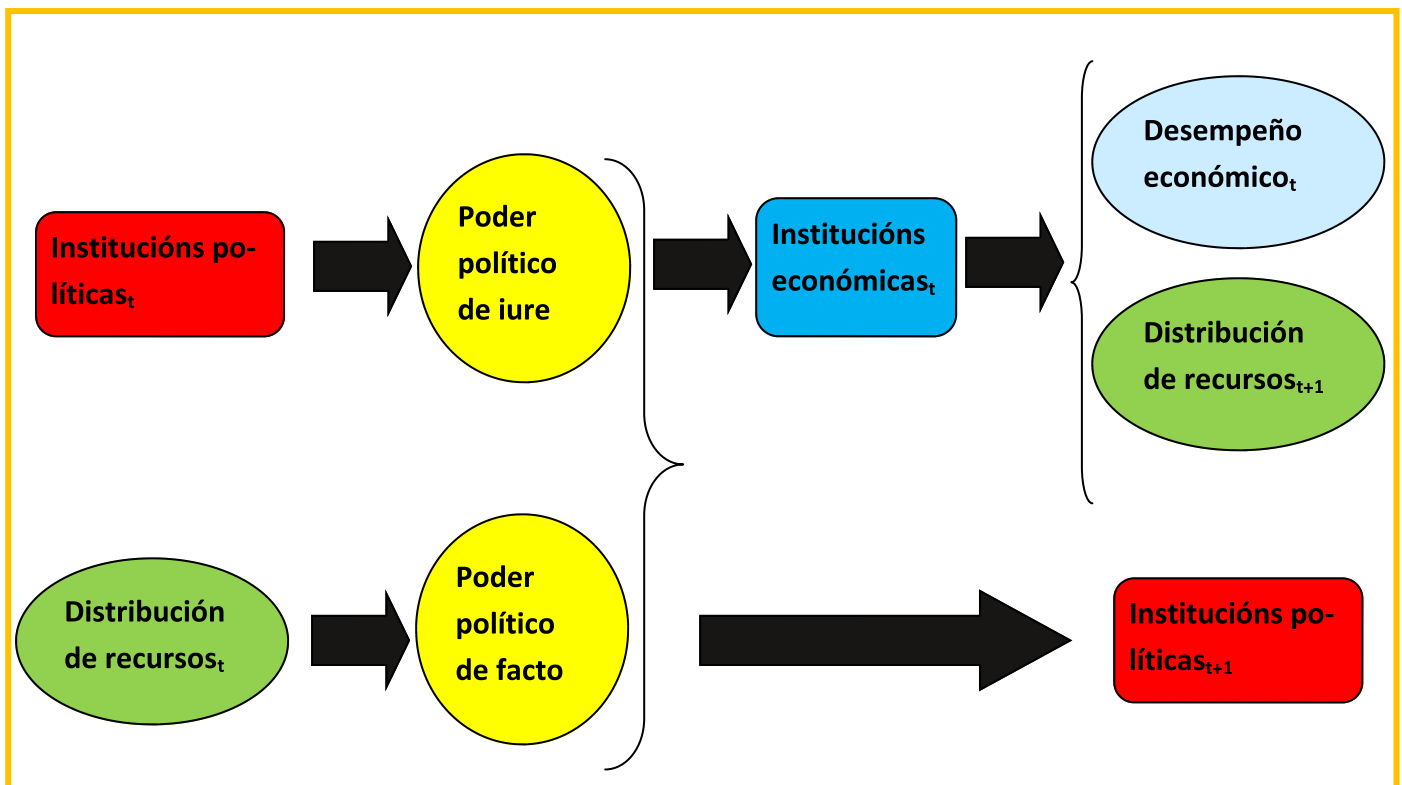 Institucións po-
líticast
Poder
político
de iure
Institucións
económicast
Desempeño
económicot
Distribución
de recursost+1
Distribución
de recursost
Poder
político
de facto
Institucións po-
líticast+1